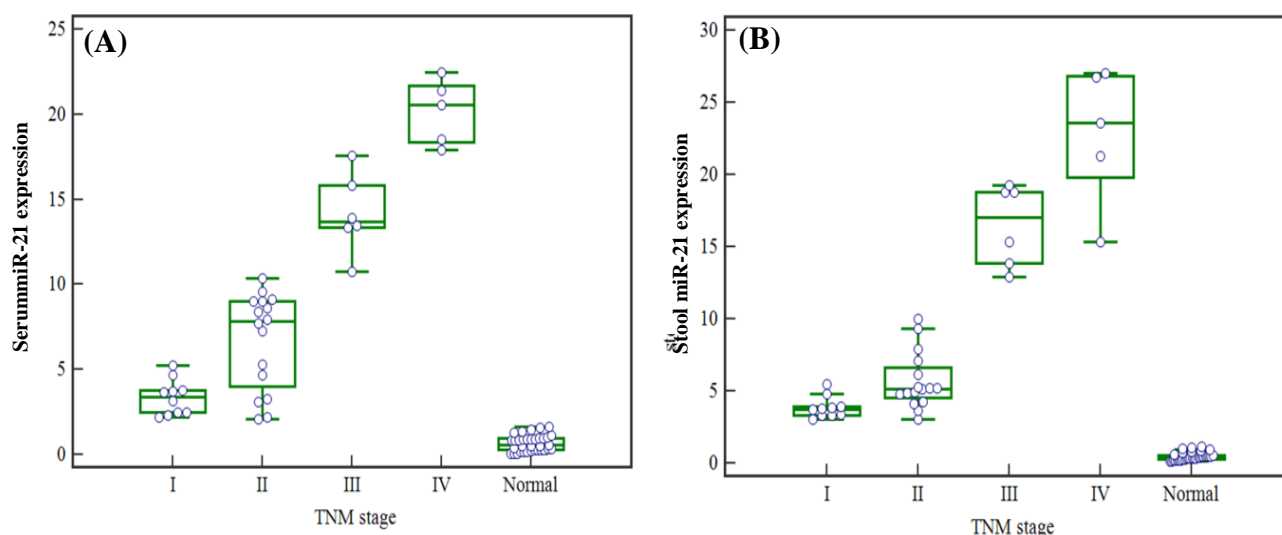 (A)
SerummiR-21 expression
25
20
15
10
5
0
I II III IV Normal
TNM stage
(B)
Stool miR-21 expression
30
25
20
15
10
5
0
I II III IV Normal
TNM stage